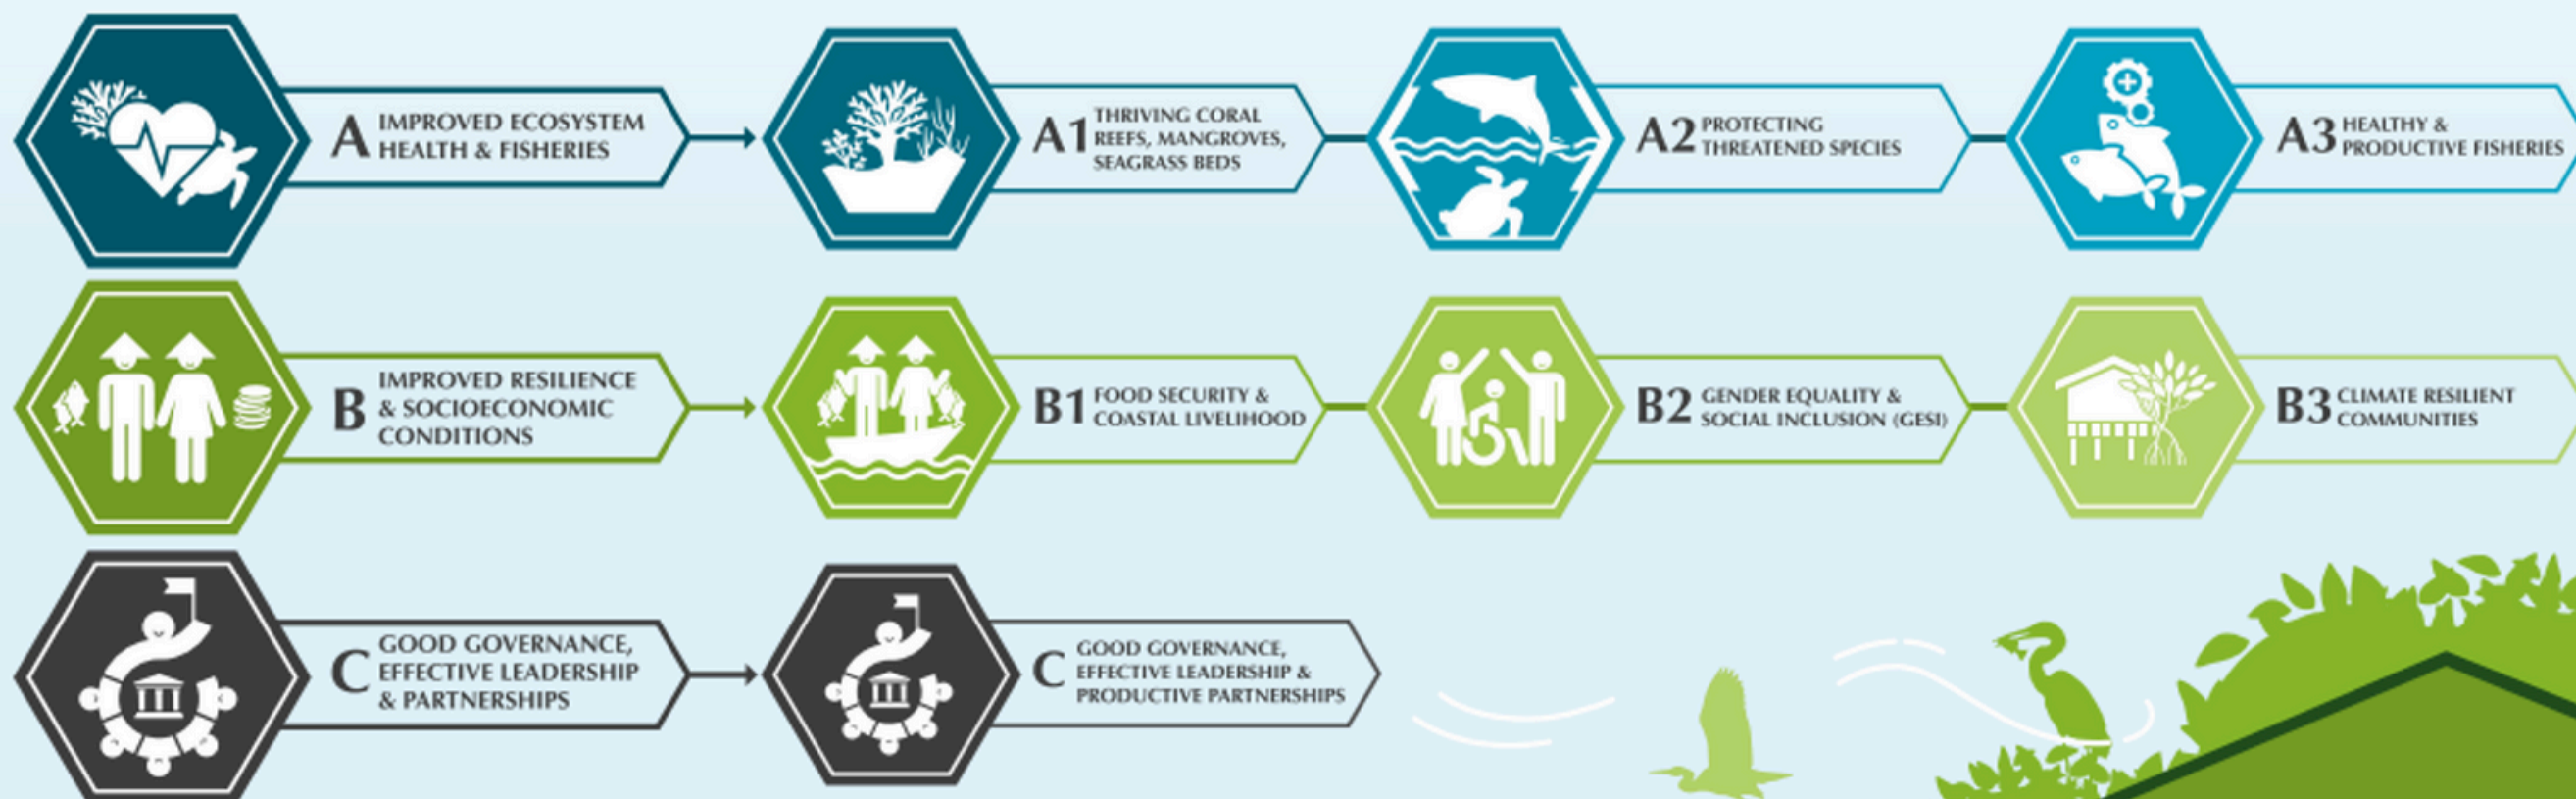 A
IMPROVED ECOSYSTEM
HEALTH & FISHERIES
A1
THRIVING CORAL
REEFS, MANGROVES,
SEAGRASS BEDS
A2
PROTECTING
THREATENED SPECIES
A3
HEALTHY &
PRODUCTIVE FISHERIES
B
IMPROVED RESILIENCE
& SOCIOECONOMIC
CONDITIONS
B1
FOOD SECURITY &
COASTAL LIVELIHOOD
B2
GENDER EQUALITY &
SOCIAL INCLUSION (GESI)
B3
CLIMATE RESILIENT
COMMUNITIES
C
GOOD GOVERNANCE,
EFFECTIVE LEADERSHIP
& PARTNERSHIPS
C
GOOD GOVERNANCE,
EFFECTIVE LEADERSHIP &
PRODUCTIVE PARTNERSHIPS